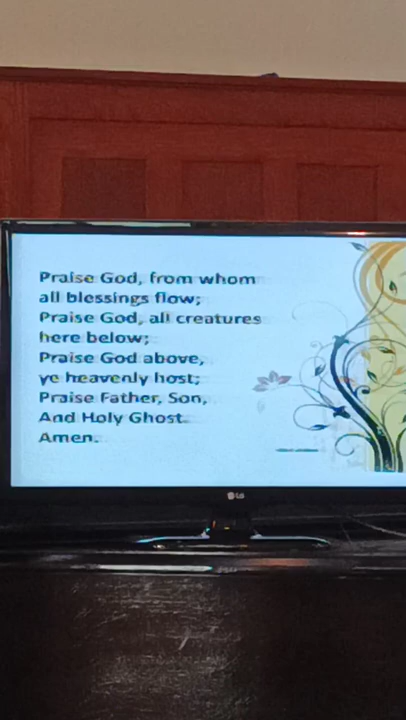 Praise God, from whom
all blessings flow;
Praise God, all creatures
here below;
Praise God above,
ye heavenly host;
Praise Father, Son,
And Holy Ghost.
Amen.
LG